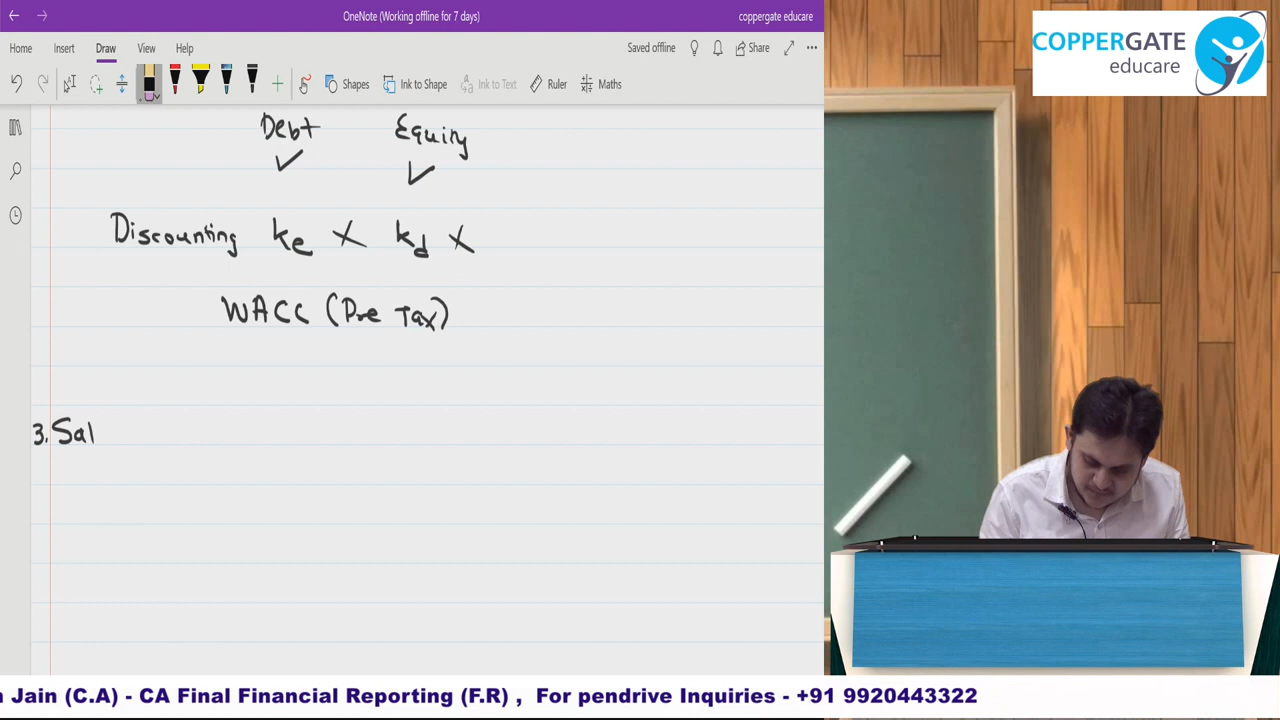 OneNote (Working offline for 7 days)
coppergate educare
Home Insert Draw View Help
Saved offline
Share
Shapes
Ink to Shape
Ink to Text
Ruler
Maths
COPPERGATE
educare
Debt Equity
Discounting ke X kd X
WACC (Pre Tax)
3. Sal
Jain (C.A) - CA Final Financial Reporting (F.R) , For pendrive Inquiries - +91 9920443322